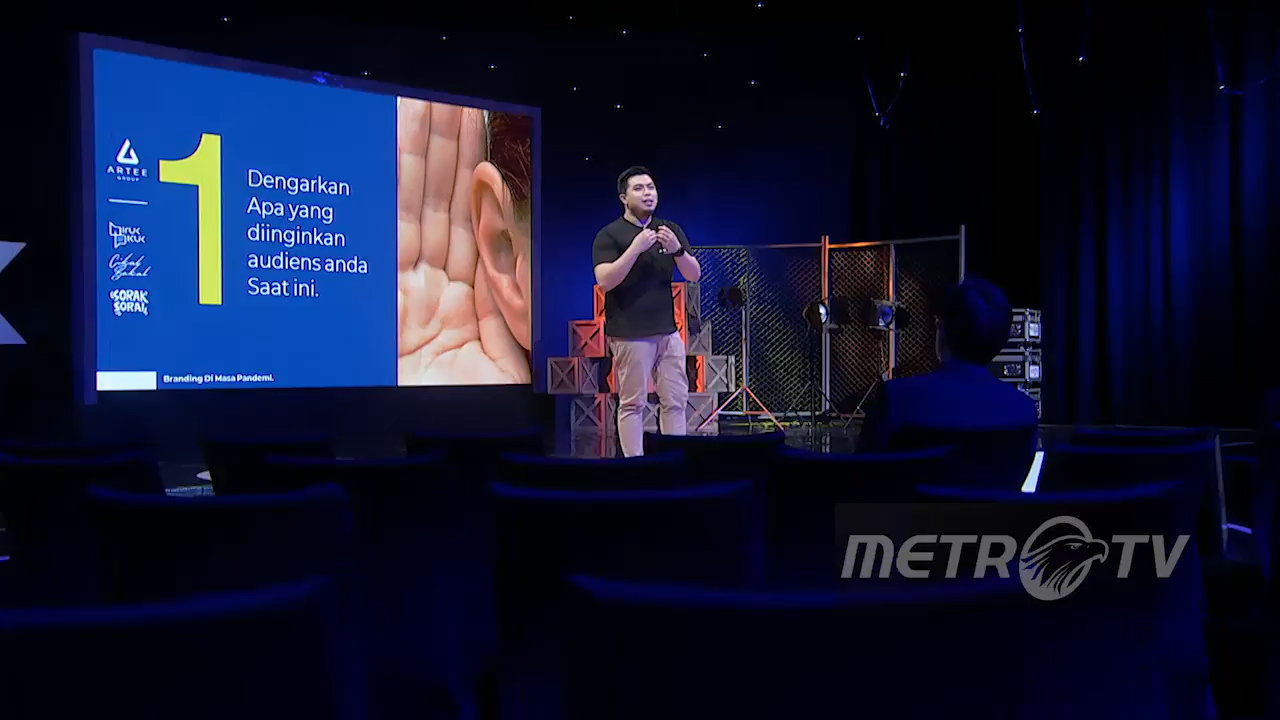 ARTEE
GROUP
1
Dengarkan
Apa yang
diinginkan
audiens anda
Saat ini.
SORAK
SORAI
Branding Di Masa Pandemi.
METRO TV